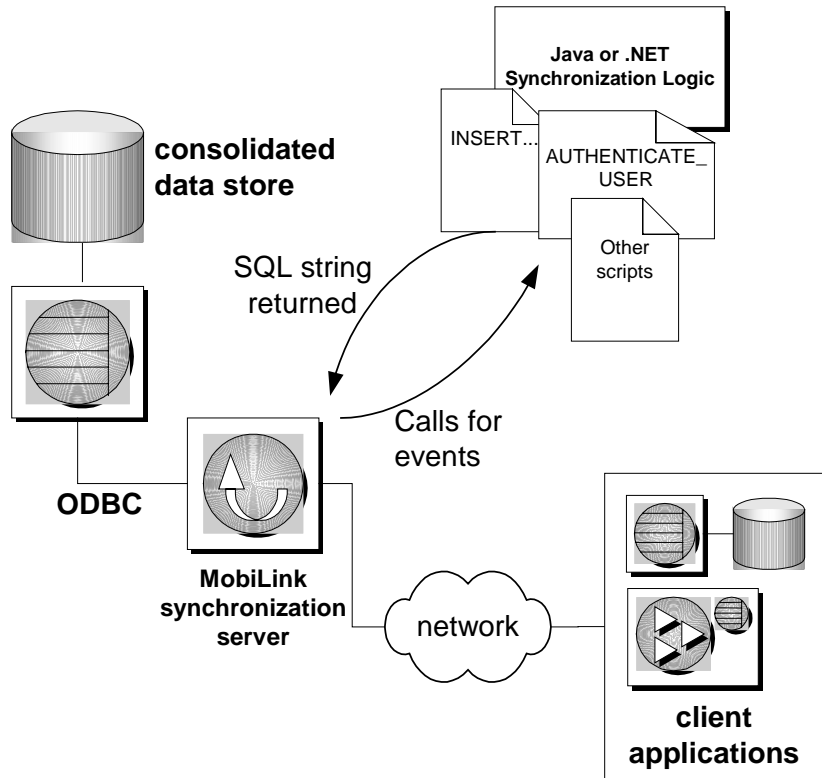 Java or .NET
Synchronization Logic
INSERT...
AUTHENTICATE_
USER
Other
scripts
consolidated
data store
SQL string
returned
Calls for
events
ODBC
MobiLink
synchronization
server
network
client
applications